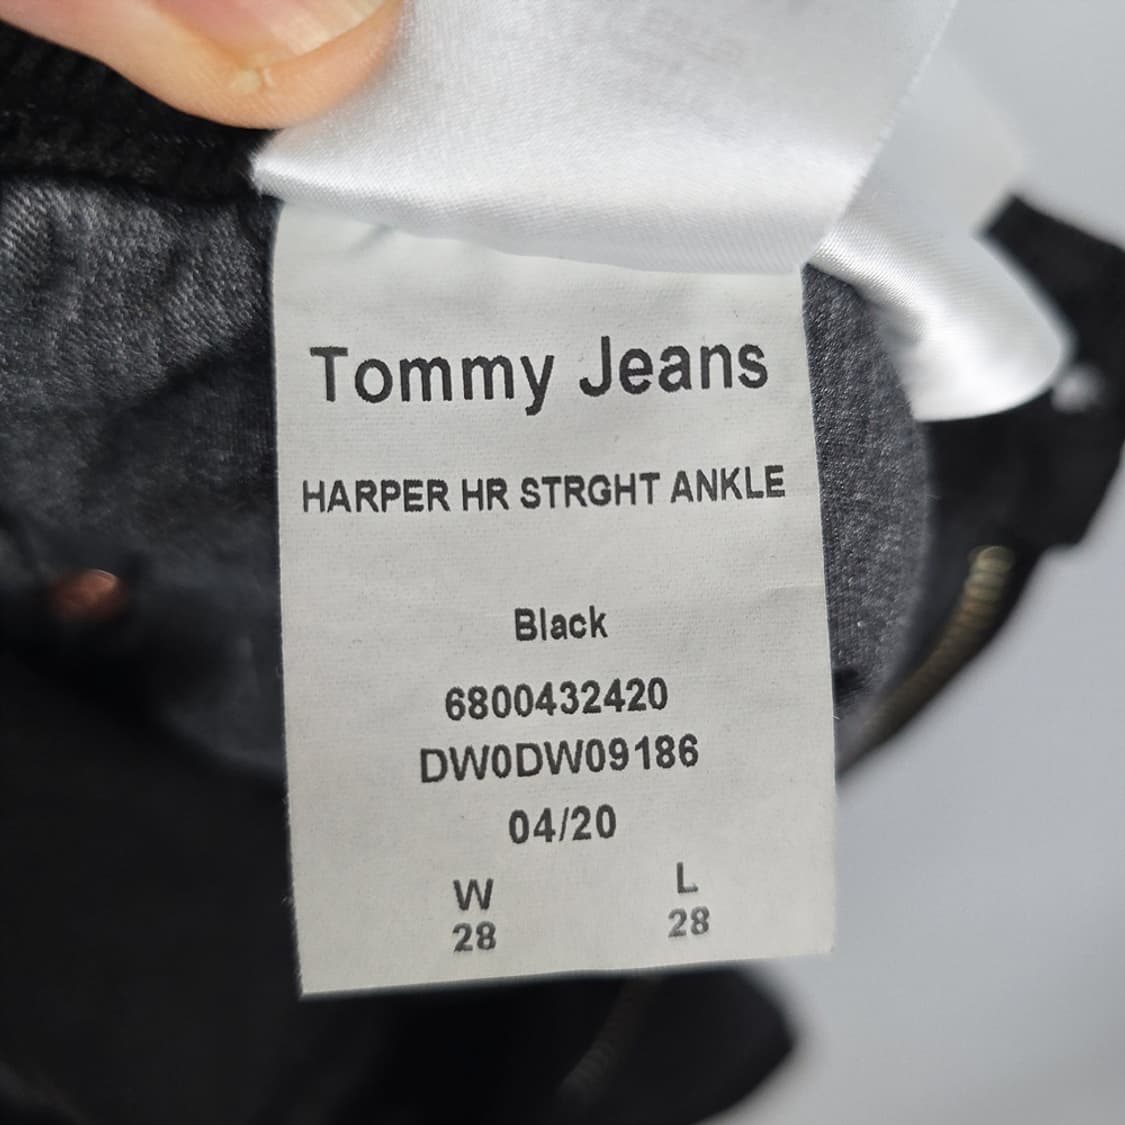 Tommy Jeans
HARPER HR STRGHT ANKLE
Black
6800432420
DW0DW09186
04/20
W L
28 28